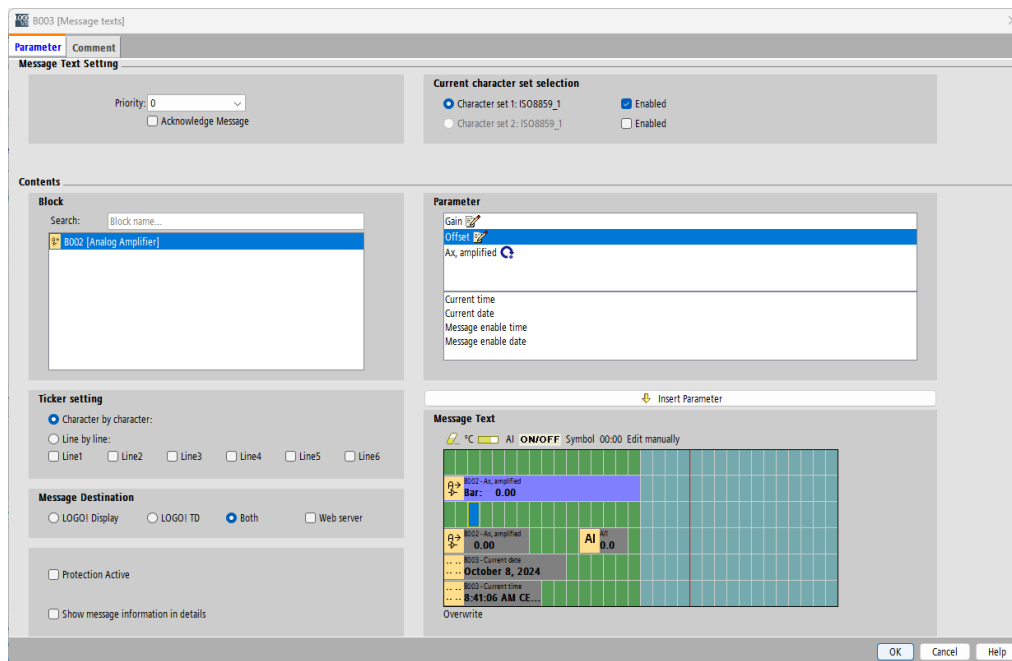 B003 [Message texts]
Parameter Comment
Message Text Setting
Priority: 0
Acknowledge Message
Current character set selection
Character set 1: ISO8859_1 Enabled
Character set 2: ISO8859_1 Enabled
Contents
Block
Search: Block name...
B002 [Analog Amplifier]
Parameter
Gain
Offset
Ax, amplified
Current time
Current date
Message enable time
Message enable date
Ticker setting
Character by character:
Line by line:
Line1 Line2 Line3 Line4 Line5 Line6
Message Destination
LOGO! Display LOGO! TD Both Web server
Protection Active
Show message information in details
Insert Parameter
Message Text
°C AI ON/OFF Symbol 00:00 Edit manually
B002 - Ax, amplified
Bar: 0.00
B002 - Ax, amplified
0.00
AI
0.0
B003 - Current date
October 8, 2024
B003 - Current time
8:41:06 AM CE...
Overwrite
OK Cancel Help